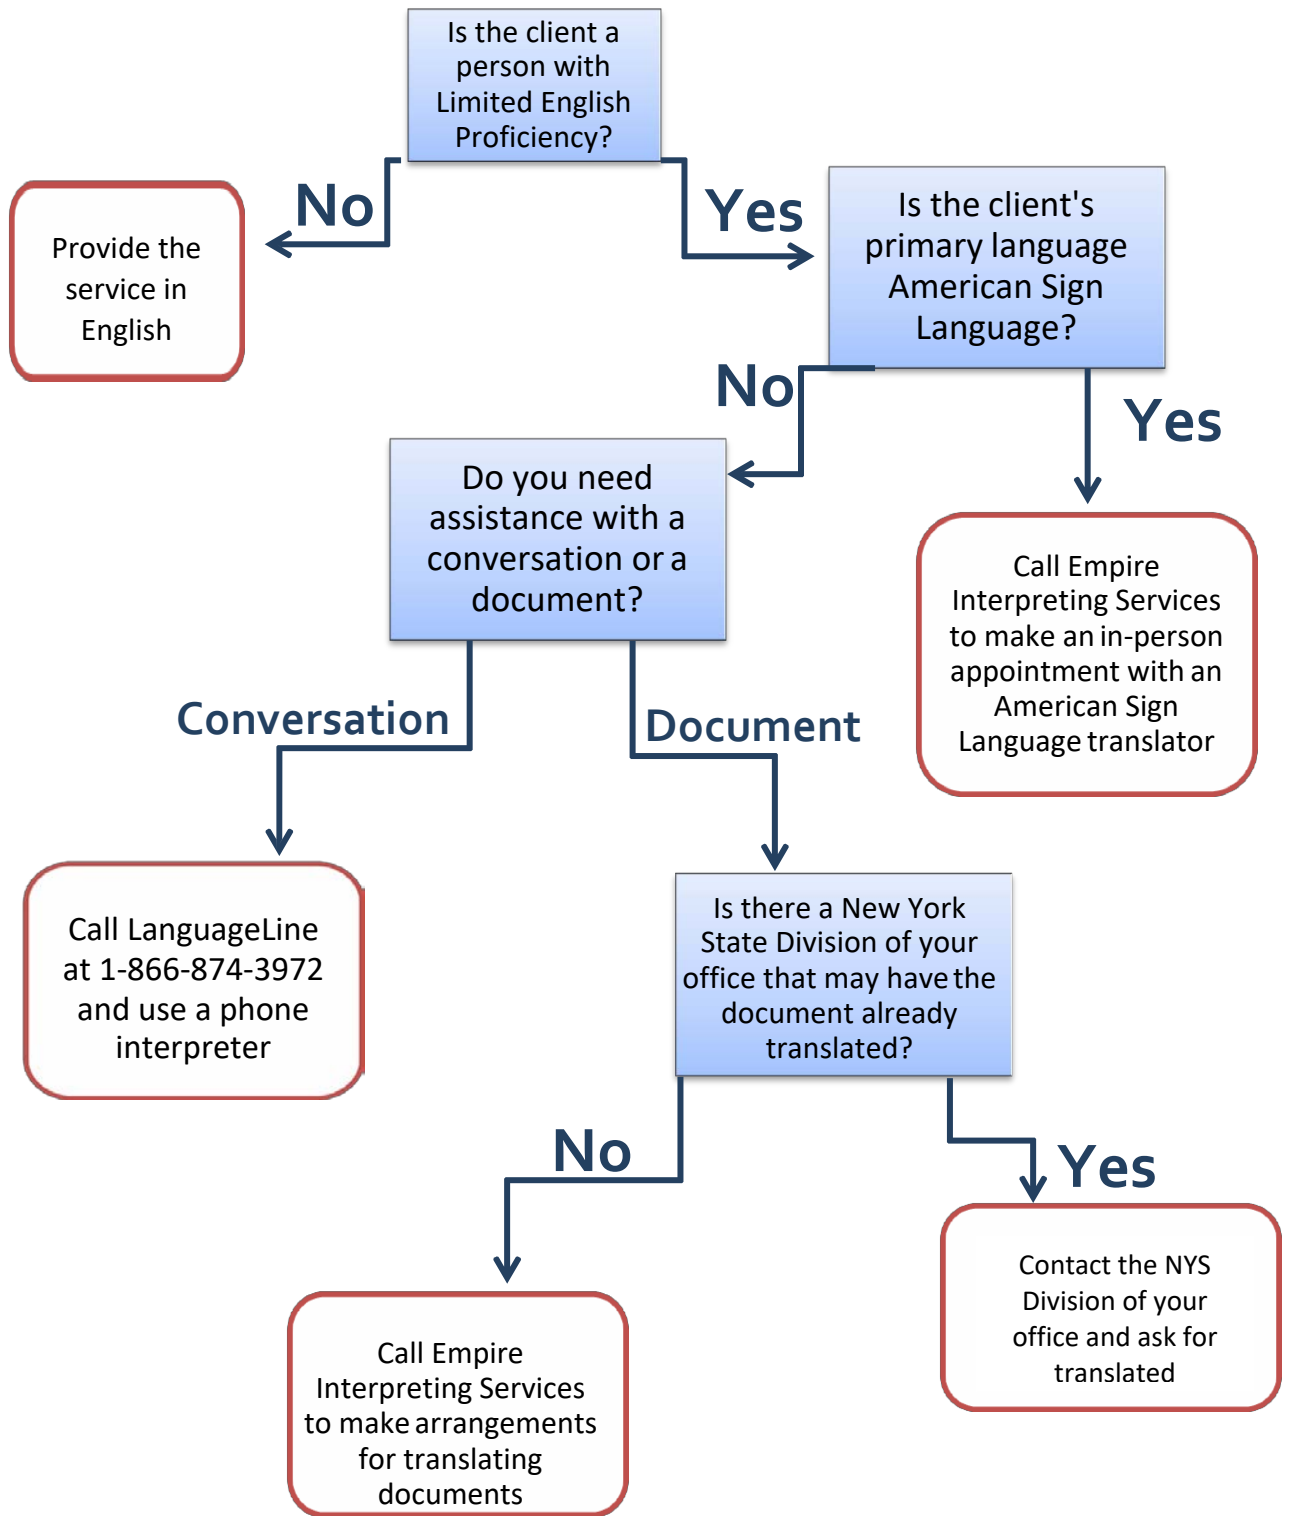 Is the client a
person with
Limited English
Proficiency?
No
Yes
Provide the
service in
English
Is the client's
primary language
American Sign
Language?
No
Yes
Do you need
assistance with a
conversation or a
document?
Call Empire
Interpreting Services
to make an in-person
appointment with an
American Sign
Language translator
Conversation
Document
Call LanguageLine
at 1-866-874-3972
and use a phone
interpreter
Is there a New York
State Division of your
office that may have the
document already
translated?
No
Yes
Contact the NYS
Division of your
office and ask for
translated
Call Empire
Interpreting Services
to make arrangements
for translating
documents